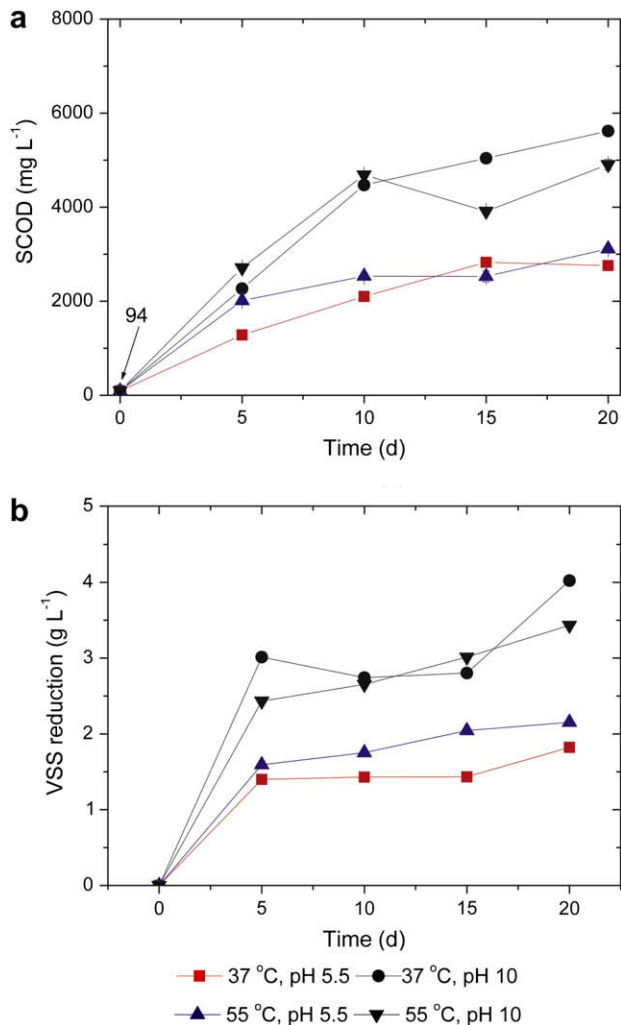 a
8000
6000
4000
2000
0
SCOD (mg L⁻¹)
94
0 5 10 15 20
Time (d)
b
5
4
3
2
1
0
VSS reduction (g L⁻¹)
0 5 10 15 20
Time (d)
37 °C, pH 5.5 37 °C, pH 10
55 °C, pH 5.5 55 °C, pH 10